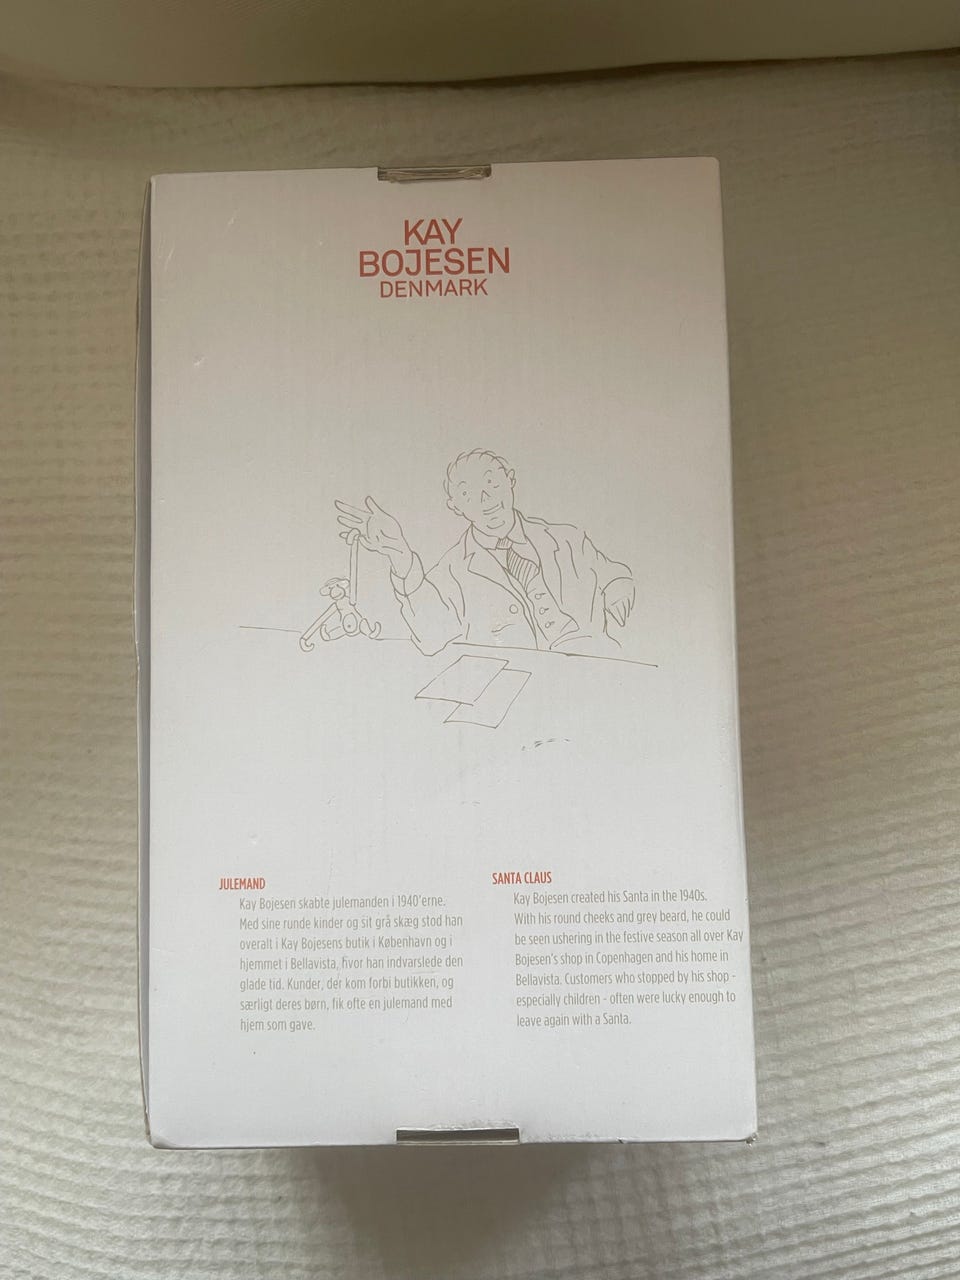 KAY
BOJESEN
DENMARK
JULEMAND
Kay Bojesen skabte julemanden i 1940'erne.
Med sine runde kinder og sit grå skæg stod han
overalt i Kay Bojesens butik i København og i
hjemmet i Bellavista, hvor han indvarslede den
glade tid. Kunder, der kom forbi butikken, og
særligt deres børn, fik ofte en julemand med
hjem som gave.
SANTA CLAUS
Kay Bojesen created his Santa in the 1940s.
With his round cheeks and grey beard, he could
be seen ushering in the festive season all over Kay
Bojesen's shop in Copenhagen and his home in
Bellavista. Customers who stopped by his shop -
especially children - often were lucky enough to
leave again with a Santa.